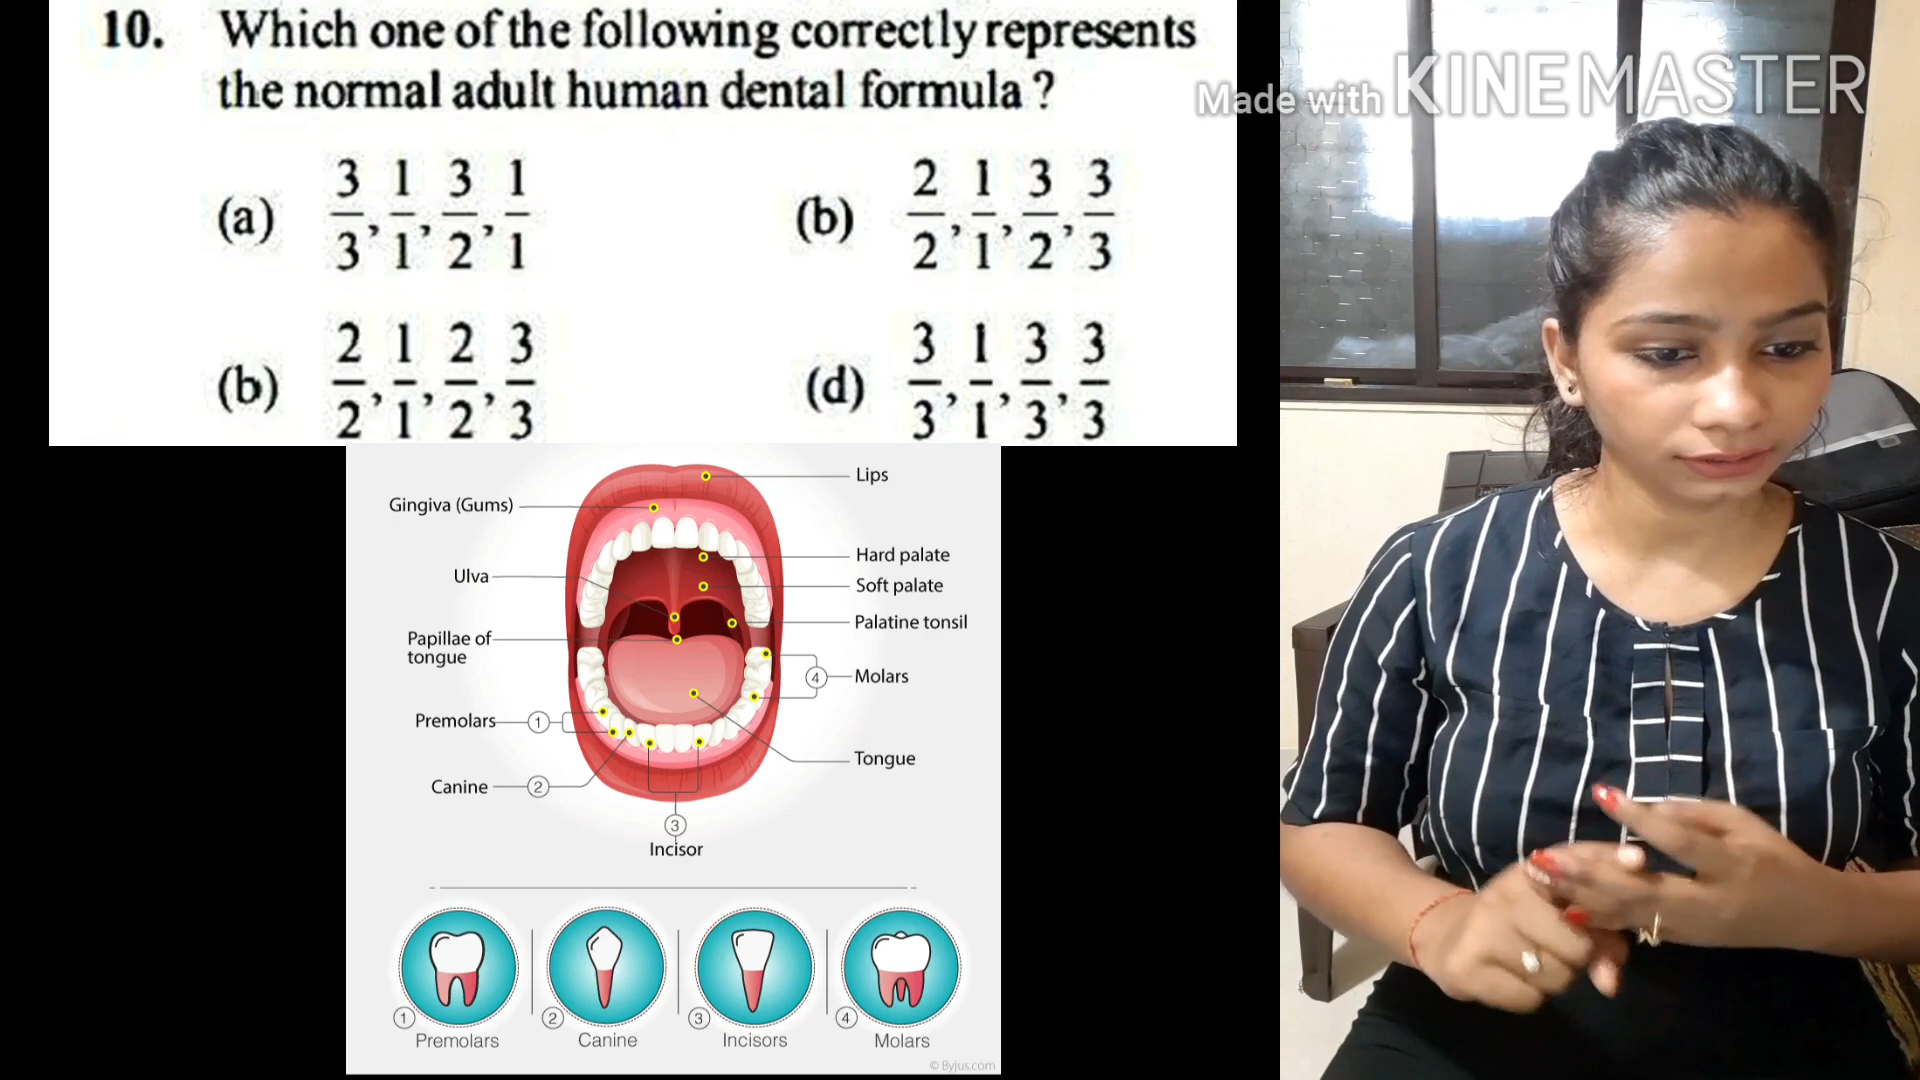 10. Which one of the following correctly represents
the normal adult human dental formula ?
(a) 3/3, 1/1, 3/2, 1/1
(b) 2/2, 1/1, 3/2, 3/3
(b) 2/2, 1/1, 2/2, 3/3
(d) 3/3, 1/1, 3/3, 3/3
Made with KINEMASTER
Lips
Gingiva (Gums)
Hard palate
Ulva
Soft palate
Palatine tonsil
Papillae of
tongue
4 Molars
Premolars 1
Tongue
Canine 2
3
Incisor
1 Premolars
2 Canine
3 Incisors
4 Molars
© Byjus.com